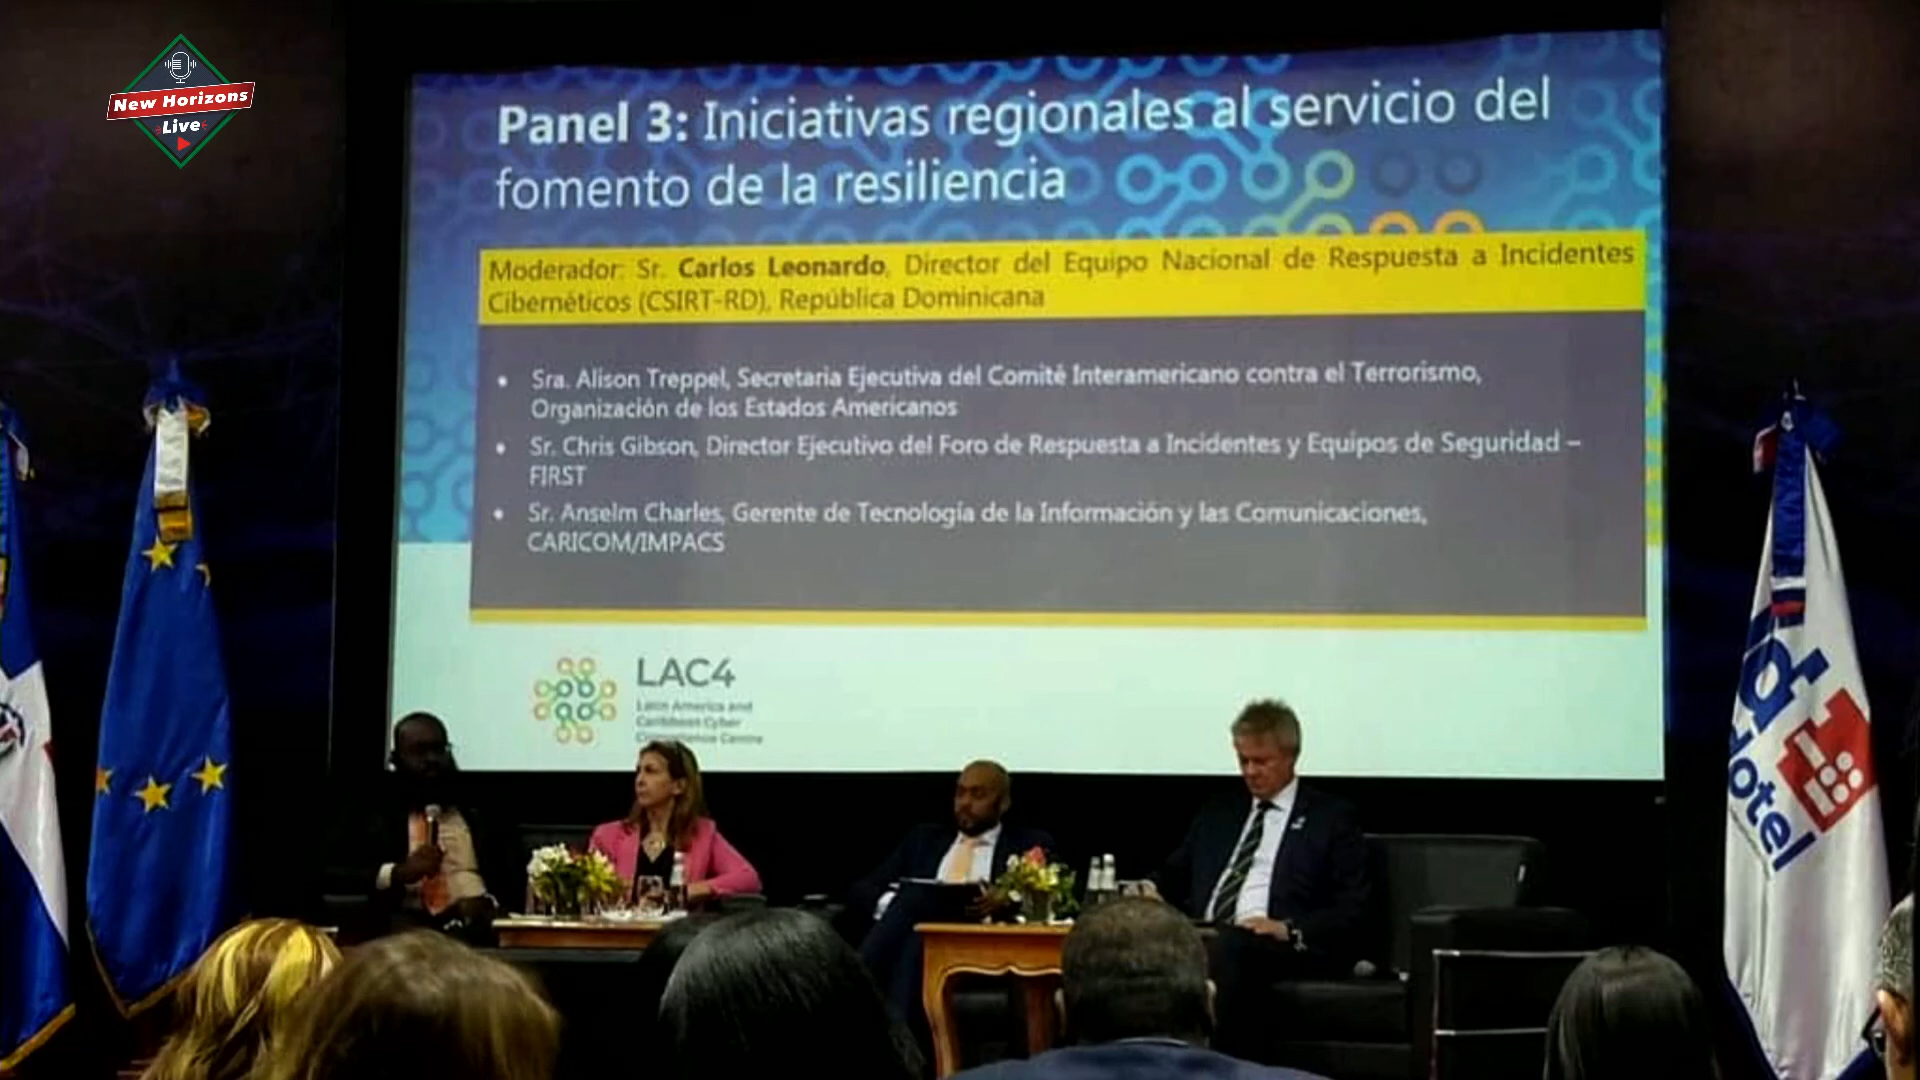 New Horizons
Live
Panel 3: Iniciativas regionales al servicio del
fomento de la resiliencia
Moderador: Sr. Carlos Leonardo, Director del Equipo Nacional de Respuesta a Incidentes
Cibernéticos (CSIRT-RD), República Dominicana
• Sra. Alison Treppel, Secretaria Ejecutiva del Comité Interamericano contra el Terrorismo,
Organización de los Estados Americanos
• Sr. Chris Gibson, Director Ejecutivo del Foro de Respuesta a Incidentes y Equipos de Seguridad –
FIRST
• Sr. Anselm Charles, Gerente de Tecnología de la Información y las Comunicaciones,
CARICOM/IMPACS
LAC4
Latin America and
Caribbean Cyber
Competence Centre
Hotel